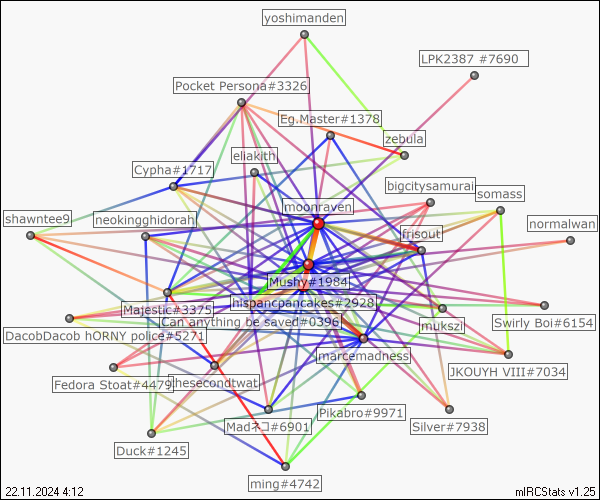 yoshimanden
LPK2387 #7690
Pocket Persona#3326
Eg.Master#1378
zebula
eliakith
Cypha#1717
bigcitysamurai
somass
moonraven
shawntee9
neokingghidorah
normalwan
frisout
Mushy#1984
hispancpancakes#2928
Majestic#3375
Can anything be saved#0396
mukszi
Swirly Boi#6154
DacobDacob hORNY police#5271
marcemadness
JKOUYH VIII#7034
Fedora Stoat#4479
thesecondtwat
Pikabro#9971
Madネコ#6901
Silver#7938
Duck#1245
ming#4742
22.11.2024 4:12
mIRCStats v1.25